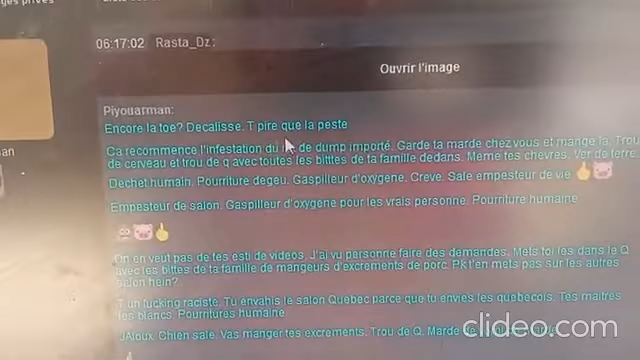 06:17:02 Rasta_Dz:
Ouvrir l'image
Piyouarman:
Encore la toe? Decalisse. T pire que la peste
Ca recommence l'infestation du de dump importé. Garde ta marde chez vous et mange la. Trou
de cerveau et trou de q avec toutes les bitttes de ta famille dedans. Meme tes chevres. Ver de terre
Dechet humain. Pourriture degeu. Gaspilleur d'oxygene. Creve. Sale empesteur de vie 🖕🐷
Empesteur de salon. Gaspilleur d'oxygene pour les vrais personne. Pourriture humaine
🐷🖕
On en veut pas de tes esti de videos. J'ai vu personne faire des demandes. Mets toi les dans le Q
avec les bittes de ta famille de mangeurs d'excrements de porc. Pk t'en mets pas sur les autres
salon hein?
T un fucking raciste. Tu envahis le salon Quebec parce que tu envies les quebecois. Tes maitres
les blancs. Pourritures humaine
JAloux. Chien sale. Vas manger tes excrements. Trou de Q. Marde de
clideo.com